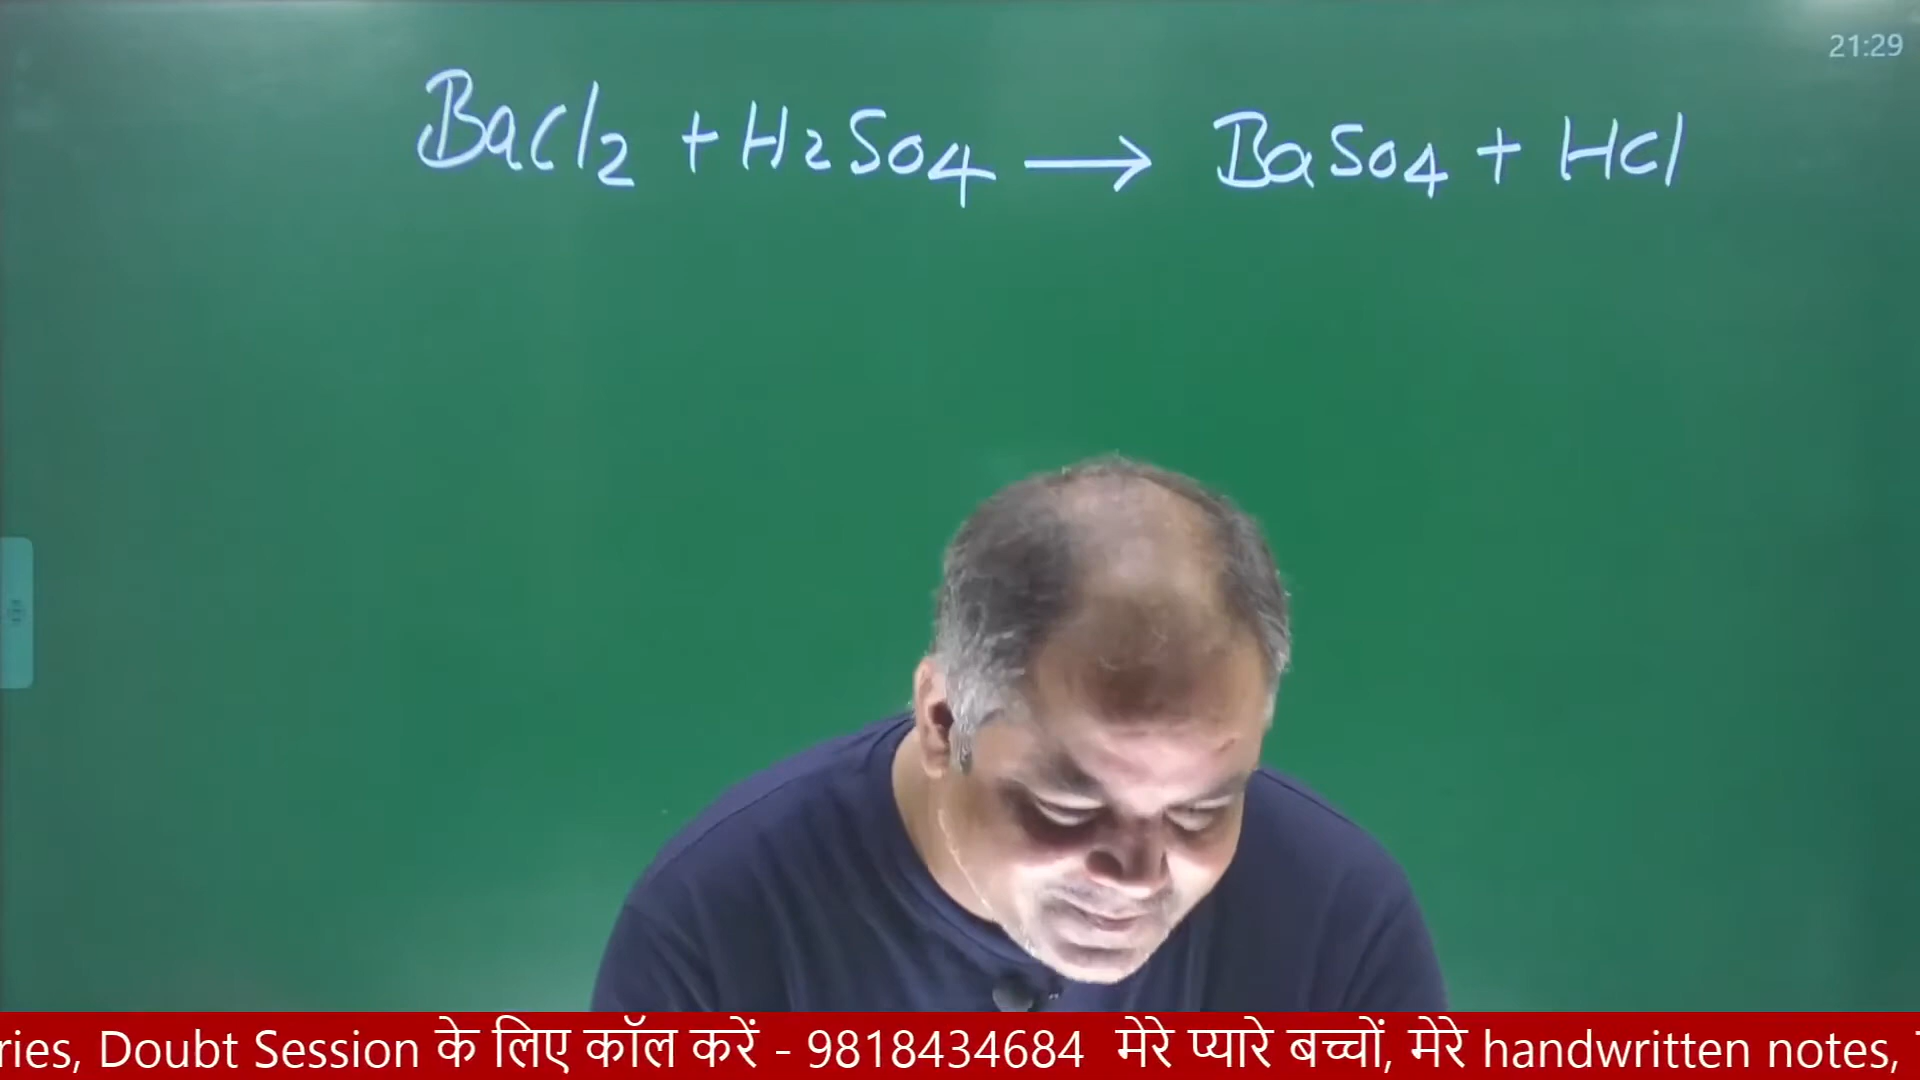 21:29
BaCl2 + H2SO4 → BaSO4 + HCl
ries, Doubt Session के लिए कॉल करें - 9818434684 मेरे प्यारे बच्चों, मेरे handwritten notes,